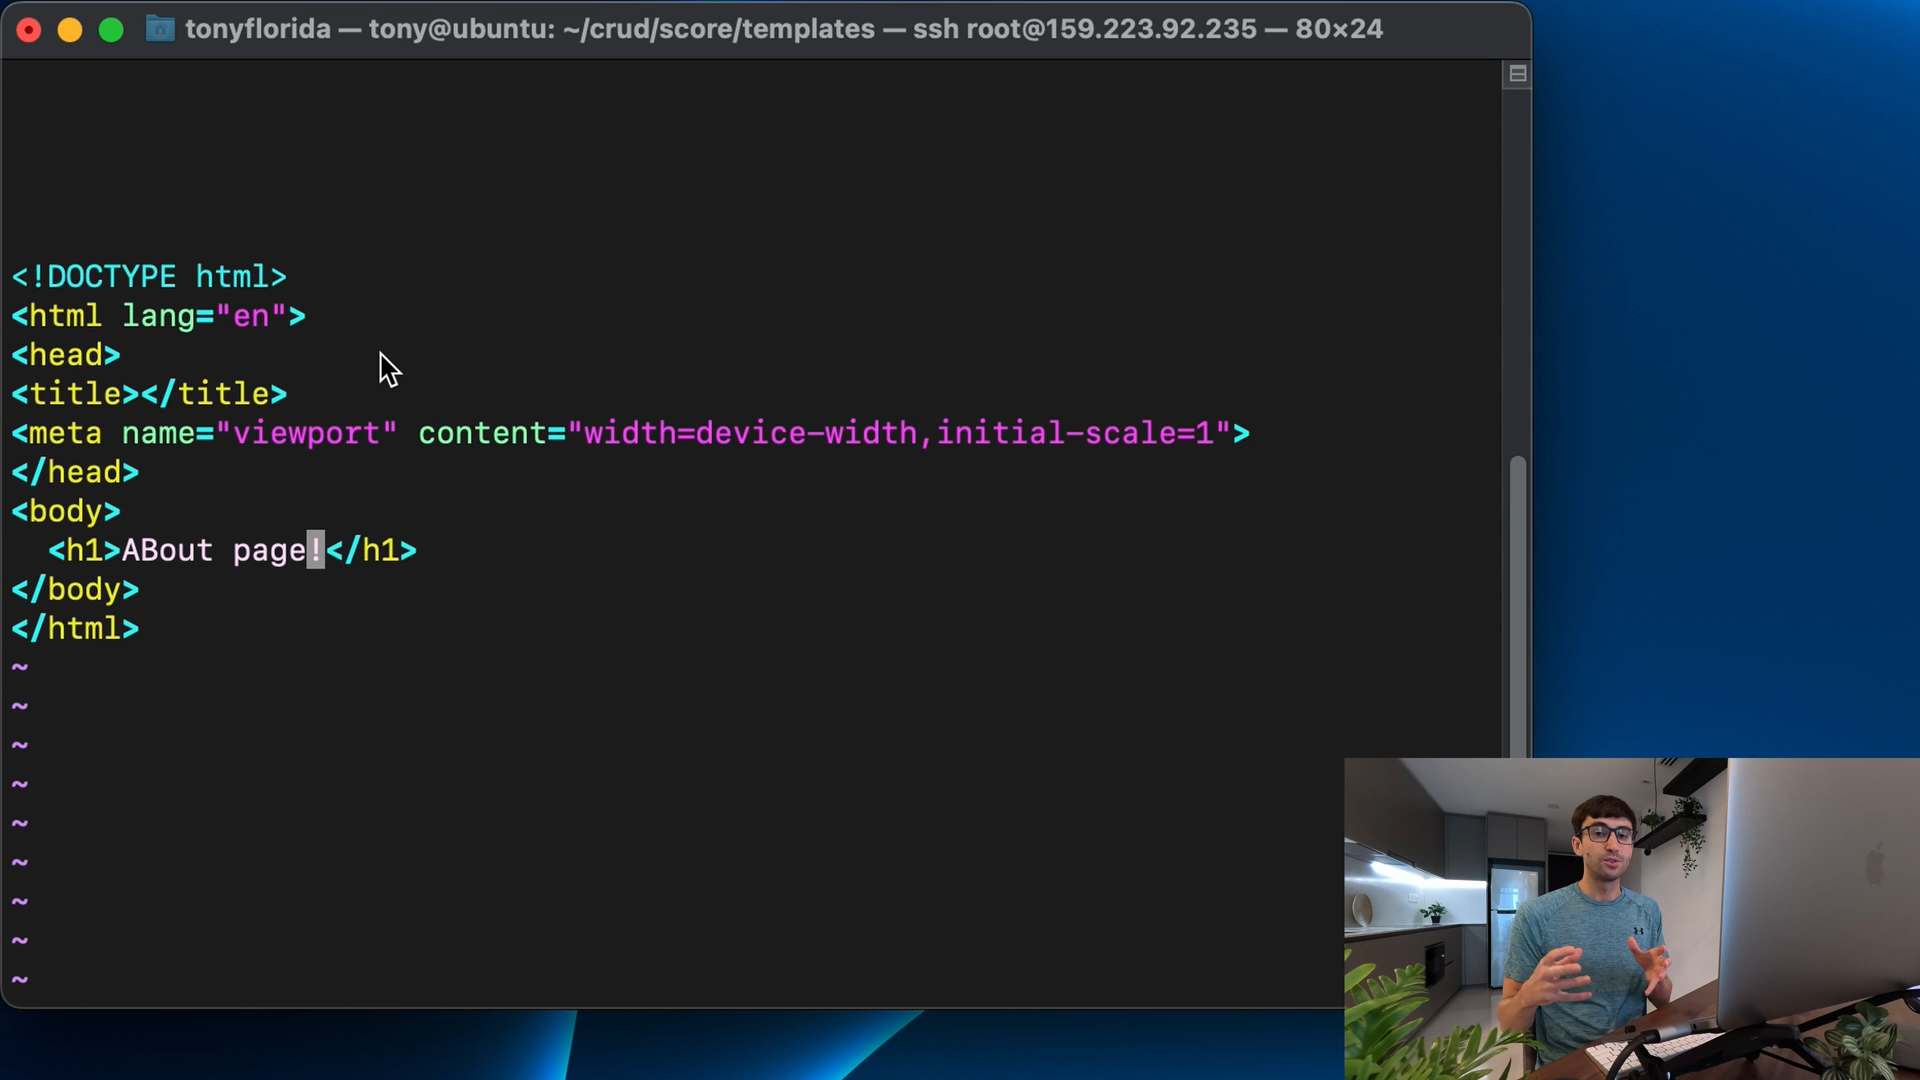 tonyflorida — tony@ubuntu: ~/crud/score/templates — ssh root@159.223.92.235 — 80×24
<!DOCTYPE html>
<html lang="en">
<head>
<title></title>
<meta name="viewport" content="width=device-width,initial-scale=1">
</head>
<body>
  <h1>ABout page!</h1>
</body>
</html>
~
~
~
~
~
~
~
~
~